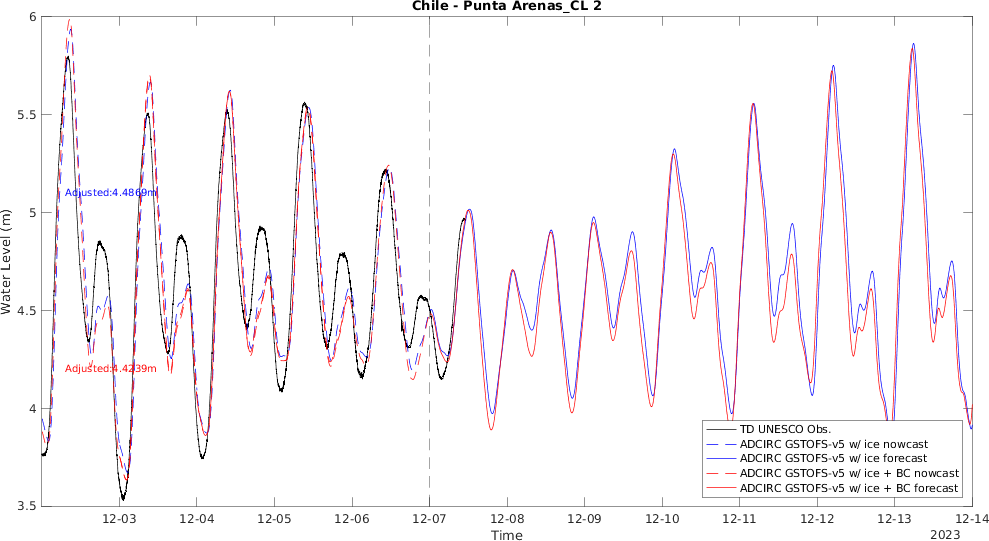 Chile - Punta Arenas_CL 2
6
5.5
5
4.5
4
3.5
Water Level (m)
Adjusted:4.4869m
Adjusted:4.4239m
TD UNESCO Obs.
ADCIRC GSTOFS-v5 w/ ice nowcast
ADCIRC GSTOFS-v5 w/ ice forecast
ADCIRC GSTOFS-v5 w/ ice + BC nowcast
ADCIRC GSTOFS-v5 w/ ice + BC forecast
12-03 12-04 12-05 12-06 12-07 12-08 12-09 12-10 12-11 12-12 12-13 12-14
Time
2023